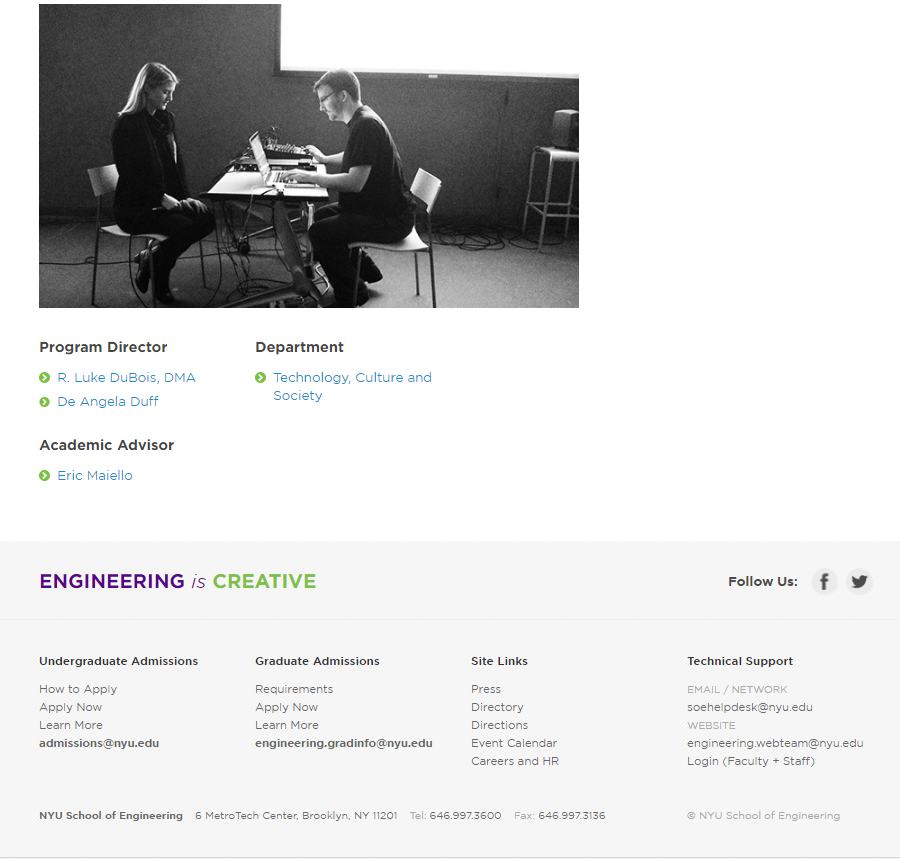 Program Director
R. Luke DuBois, DMA
De Angela Duff
Department
Technology, Culture and
Society
Academic Advisor
Eric Maiello
ENGINEERING is CREATIVE
Follow Us:
Undergraduate Admissions
How to Apply
Apply Now
Learn More
admissions@nyu.edu
Graduate Admissions
Requirements
Apply Now
Learn More
engineering.gradinfo@nyu.edu
Site Links
Press
Directory
Directions
Event Calendar
Careers and HR
Technical Support
EMAIL / NETWORK
soehelpdesk@nyu.edu
WEBSITE
engineering.webteam@nyu.edu
Login (Faculty + Staff)
NYU School of Engineering 6 MetroTech Center, Brooklyn, NY 11201 Tel: 646.997.3600 Fax: 646.997.3136
© NYU School of Engineering